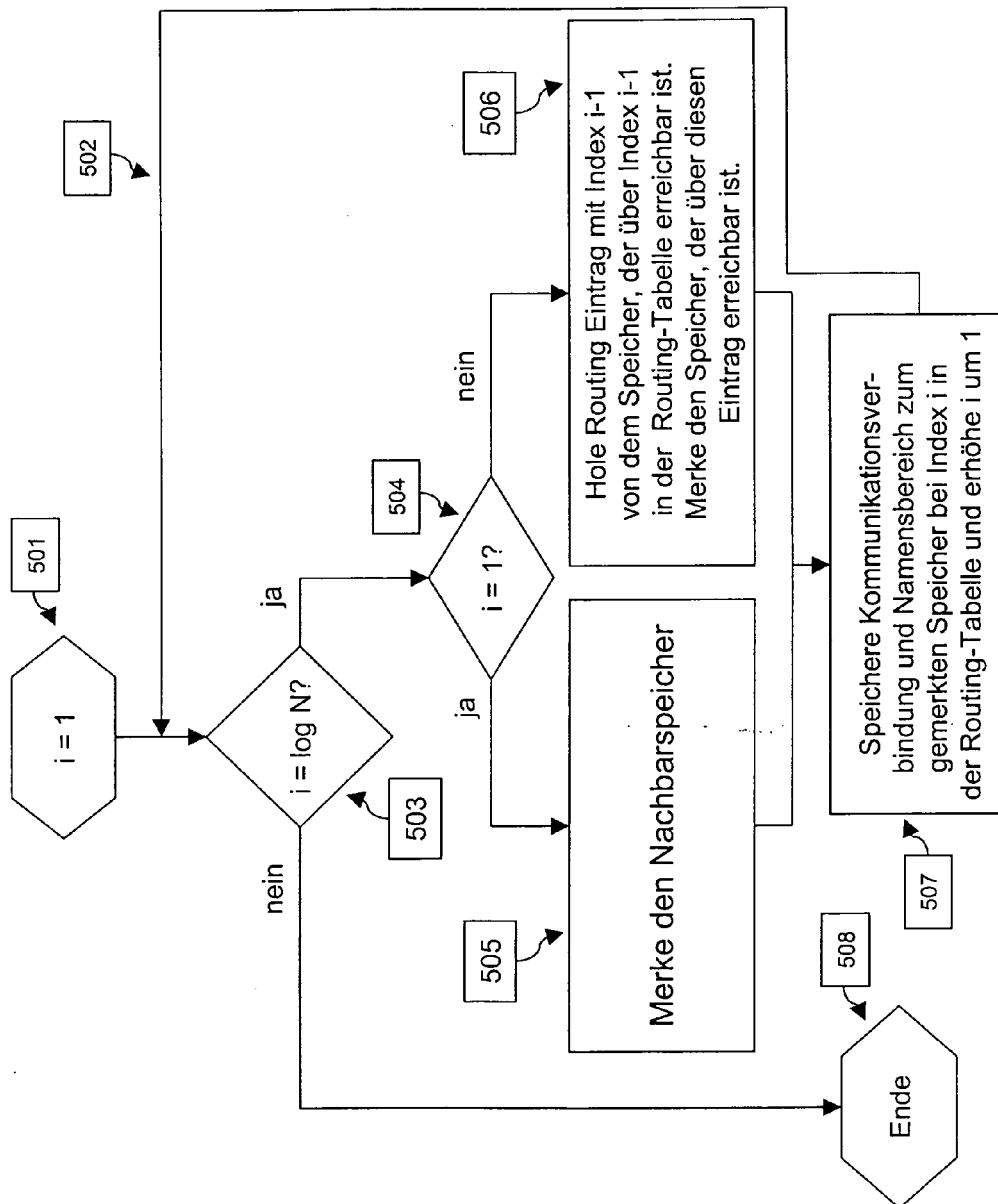 501
i = 1
502
i = log N?
503
ja
nein
504
i = 1?
ja
nein
505
Merke den Nachbarspeicher
506
Hole Routing Eintrag mit Index i-1
von dem Speicher, der über Index i-1
in der Routing-Tabelle erreichbar ist.
Merke den Speicher, der über diesen
Eintrag erreichbar ist.
507
Speichere Kommunikationsver-
bindung und Namensbereich zum
gemerkten Speicher bei Index i in
der Routing-Tabelle und erhöhe i um 1
508
Ende